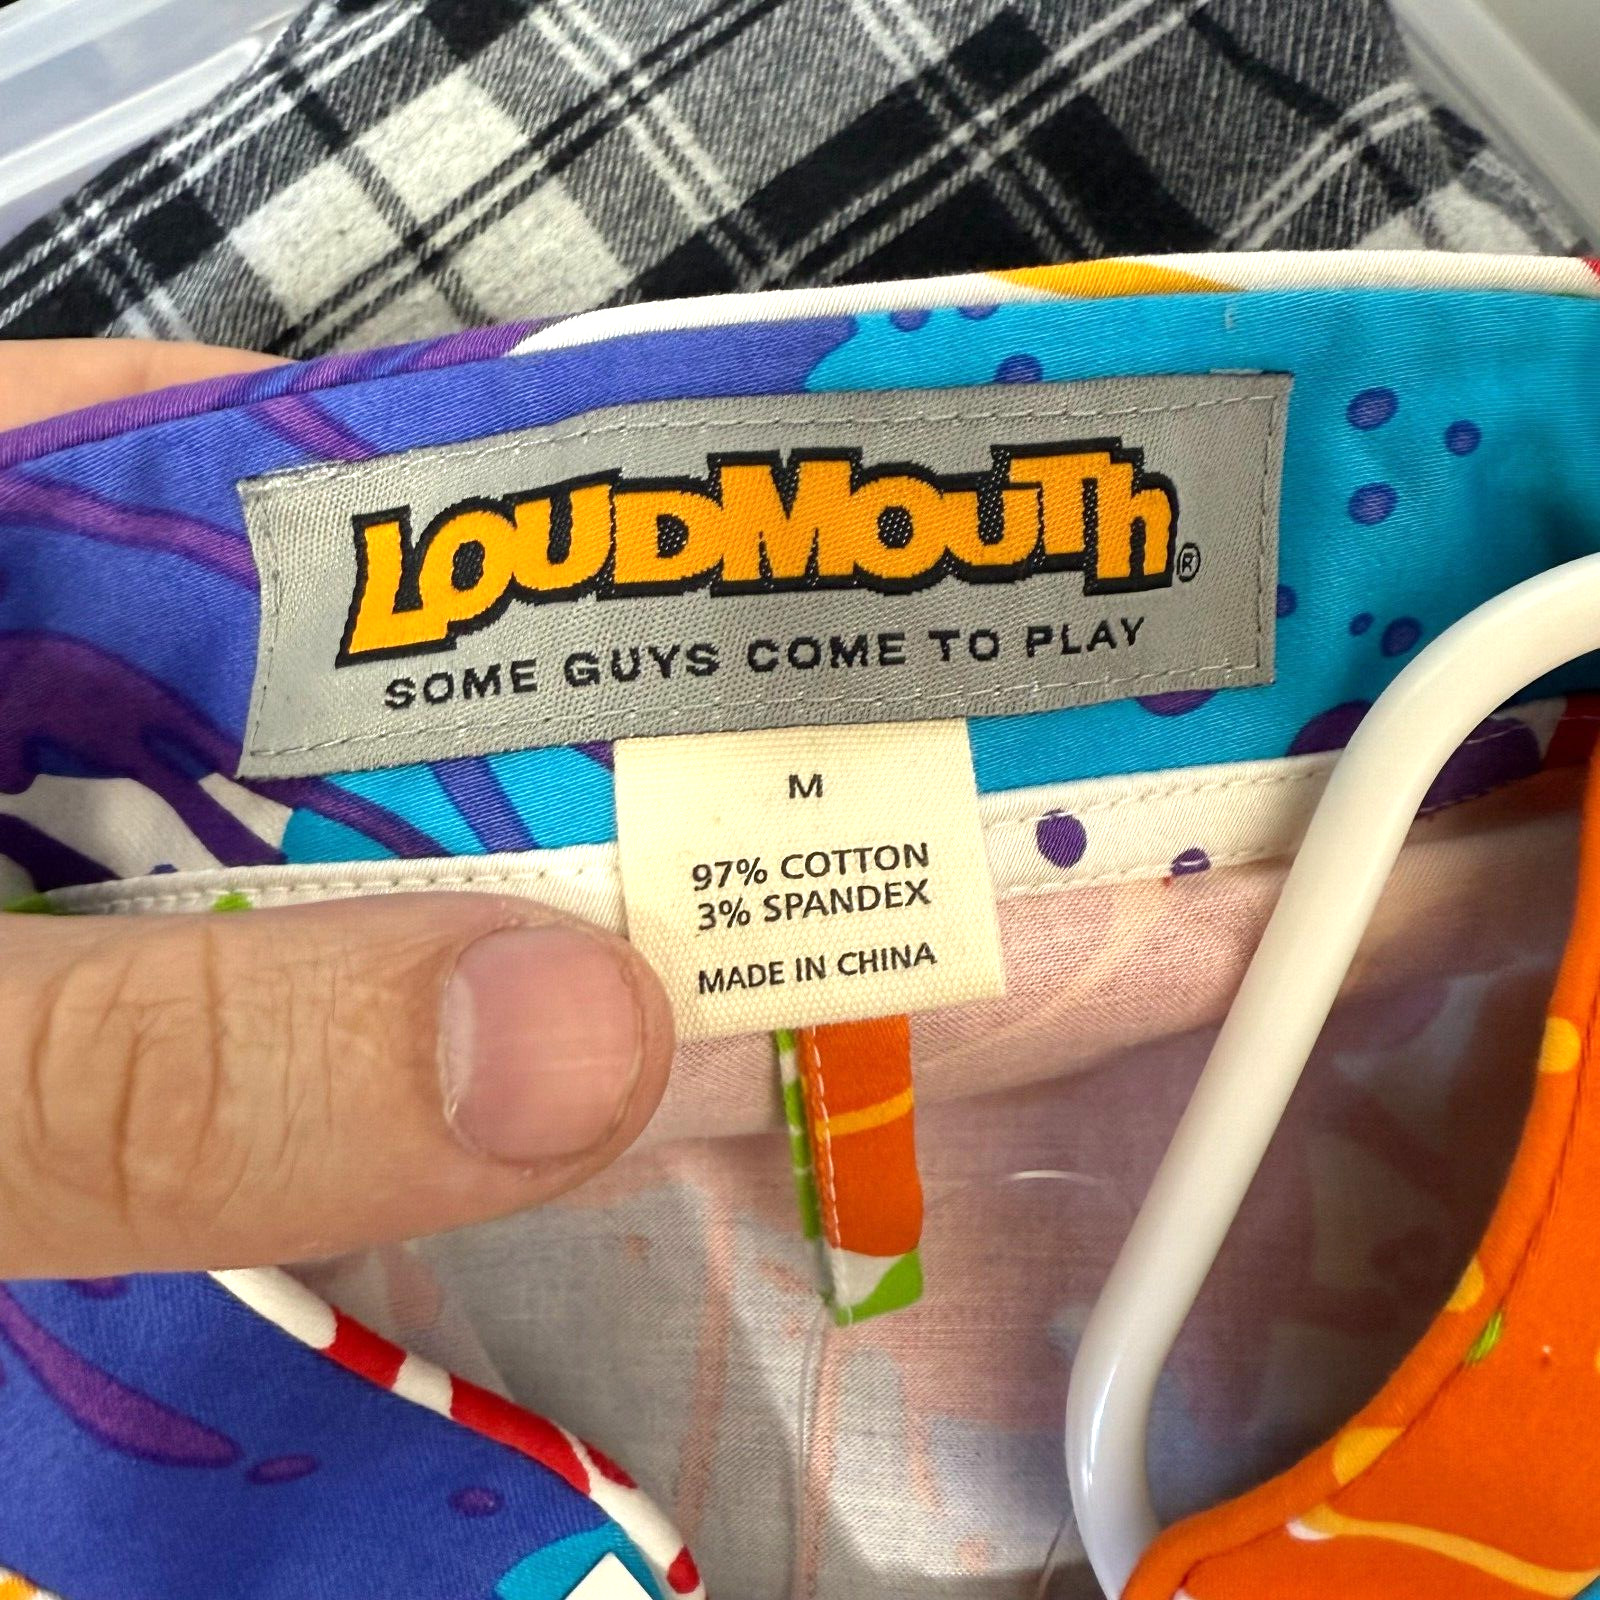 LOUDMOUTH®
SOME GUYS COME TO PLAY
M
97% COTTON
3% SPANDEX
MADE IN CHINA